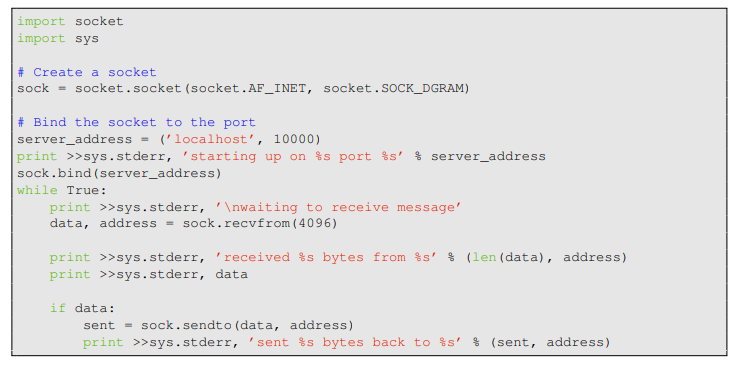 import socket
import sys
# Create a socket
sock = socket.socket(socket.AF_INET, socket.SOCK_DGRAM)
# Bind the socket to the port
server_address = (’localhost’, 10000)
print >>sys.stderr, ’starting up on %s port %s’ % server_address
sock.bind(server_address)
while True:
    print >>sys.stderr, ’\nwaiting to receive message’
    data, address = sock.recvfrom(4096)
    print >>sys.stderr, ’received %s bytes from %s’ % (len(data), address)
    print >>sys.stderr, data
    if data:
        sent = sock.sendto(data, address)
        print >>sys.stderr, ’sent %s bytes back to %s’ % (sent, address)